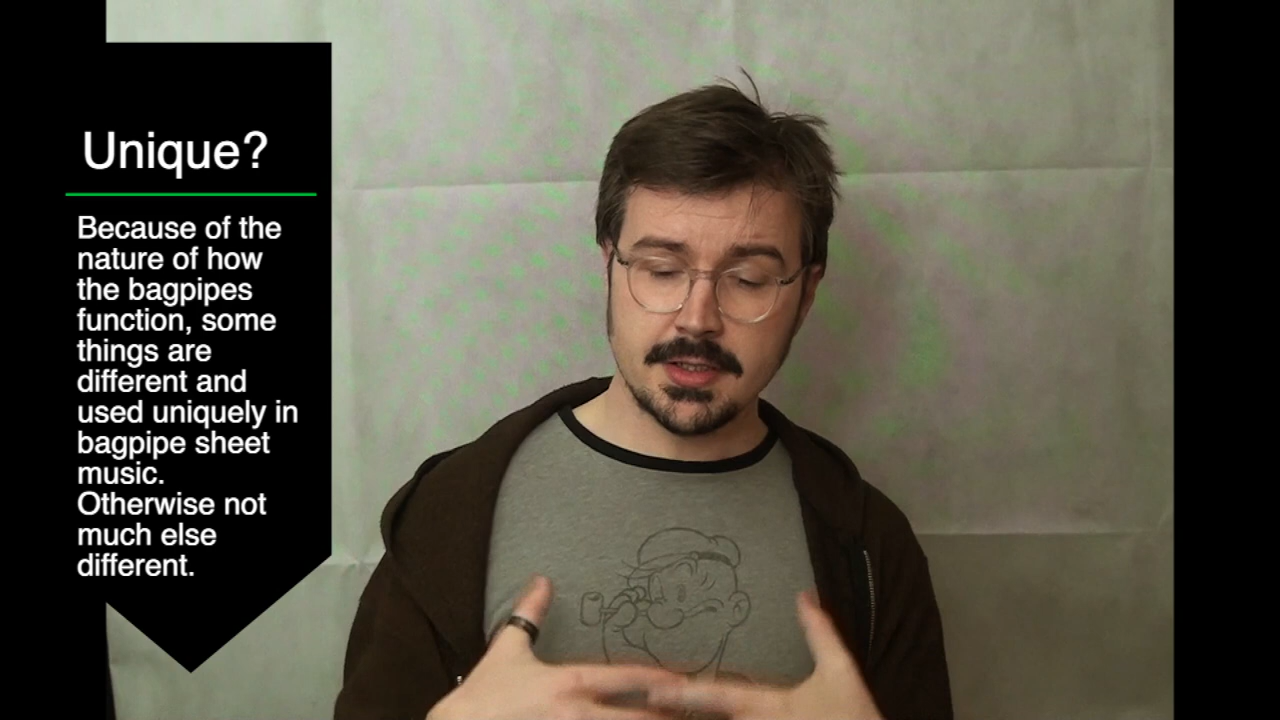 Unique?
Because of the
nature of how
the bagpipes
function, some
things are
different and
used uniquely in
bagpipe sheet
music.
Otherwise not
much else
different.